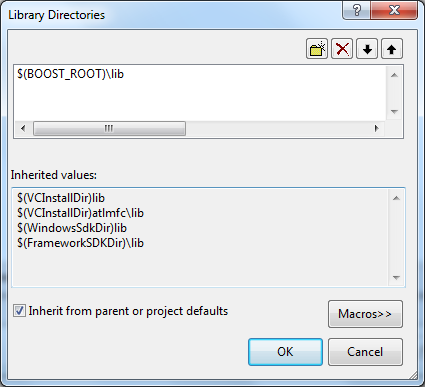 Library Directories
$(BOOST_ROOT)\lib
Inherited values:
$(VCInstallDir)lib
$(VCInstallDir)atlmfc\lib
$(WindowsSdkDir)lib
$(FrameworkSDKDir)\lib
Inherit from parent or project defaults
Macros>>
OK
Cancel